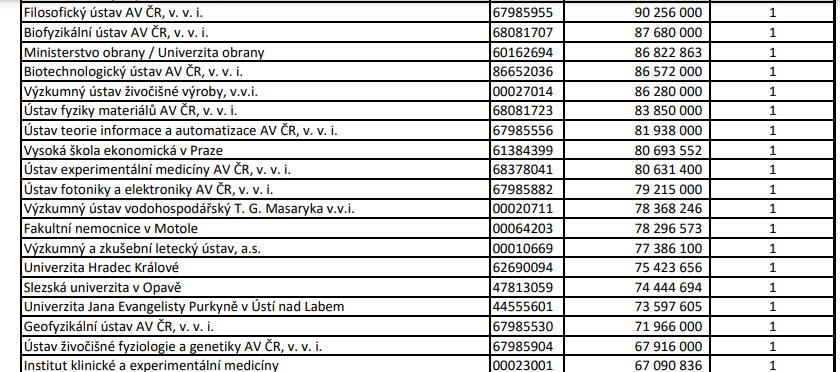 Filosofický ústav AV ČR, v. v. i. 67985955 90 256 000 1
Biofyzikální ústav AV ČR, v. v. i. 68081707 87 680 000 1
Ministerstvo obrany / Univerzita obrany 60162694 86 822 863 1
Biotechnologický ústav AV ČR, v. v. i. 86652036 86 572 000 1
Výzkumný ústav živočišné výroby, v.v.i. 00027014 86 280 000 1
Ústav fyziky materiálů AV ČR, v. v. i. 68081723 83 850 000 1
Ústav teorie informace a automatizace AV ČR, v. v. i. 67985556 81 938 000 1
Vysoká škola ekonomická v Praze 61384399 80 693 552 1
Ústav experimentální medicíny AV ČR, v. v. i. 68378041 80 631 400 1
Ústav fotoniky a elektroniky AV ČR, v. v. i. 67985882 79 215 000 1
Výzkumný ústav vodohospodářský T. G. Masaryka v.v.i. 00020711 78 368 246 1
Fakultní nemocnice v Motole 00064203 78 296 573 1
Výzkumný a zkušební letecký ústav, a.s. 00010669 77 386 100 1
Univerzita Hradec Králové 62690094 75 423 656 1
Slezská univerzita v Opavě 47813059 74 444 694 1
Univerzita Jana Evangelisty Purkyně v Ústí nad Labem 44555601 73 597 605 1
Geofyzikální ústav AV ČR, v. v. i. 67985530 71 966 000 1
Ústav živočišné fyziologie a genetiky AV ČR, v. v. i. 67985904 67 916 000 1
Institut klinické a experimentální medicíny 00023001 67 090 836 1